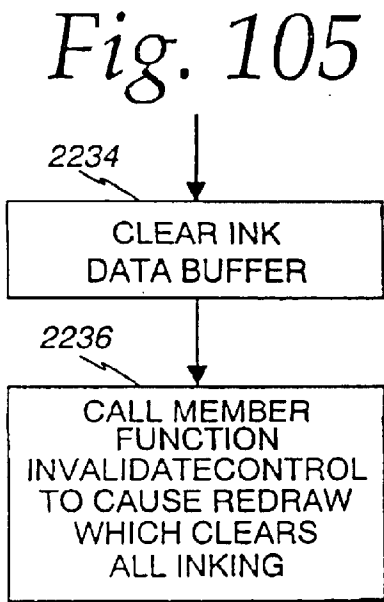 Fig. 105
2234
CLEAR INK
DATA BUFFER
2236
CALL MEMBER
FUNCTION
INVALIDATECONTROL
TO CAUSE REDRAW
WHICH CLEARS
ALL INKING